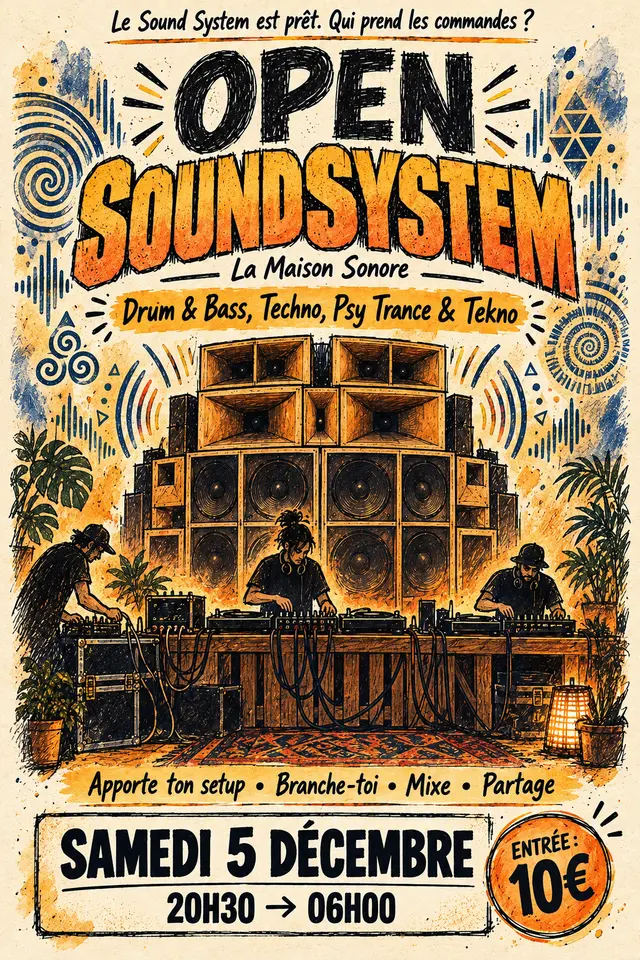 Le Sound System est prêt. Qui prend les commandes ?
OPEN
SOUNDSYSTEM
La Maison Sonore
Drum & Bass, Techno, Psy Trance & Tekno
Apporte ton setup • Branche-toi • Mixe • Partage
SAMEDI 5 DÉCEMBRE
20H30 → 06H00
ENTRÉE :
10€